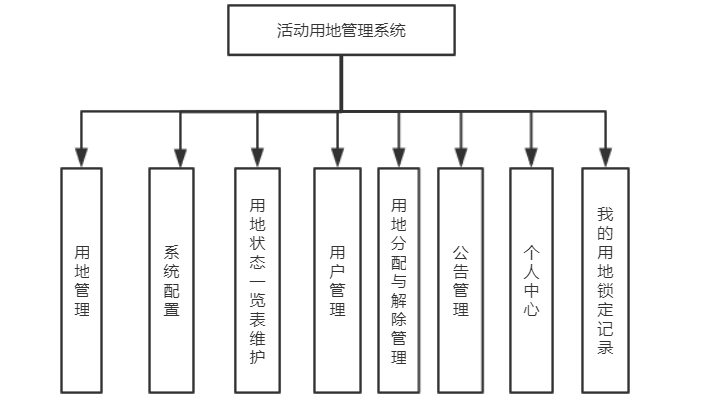 活动用地管理系统
用地管理
系统配置
用地状态一览表维护
用户管理
用地分配与解除管理
公告管理
个人中心
我的用地锁定记录